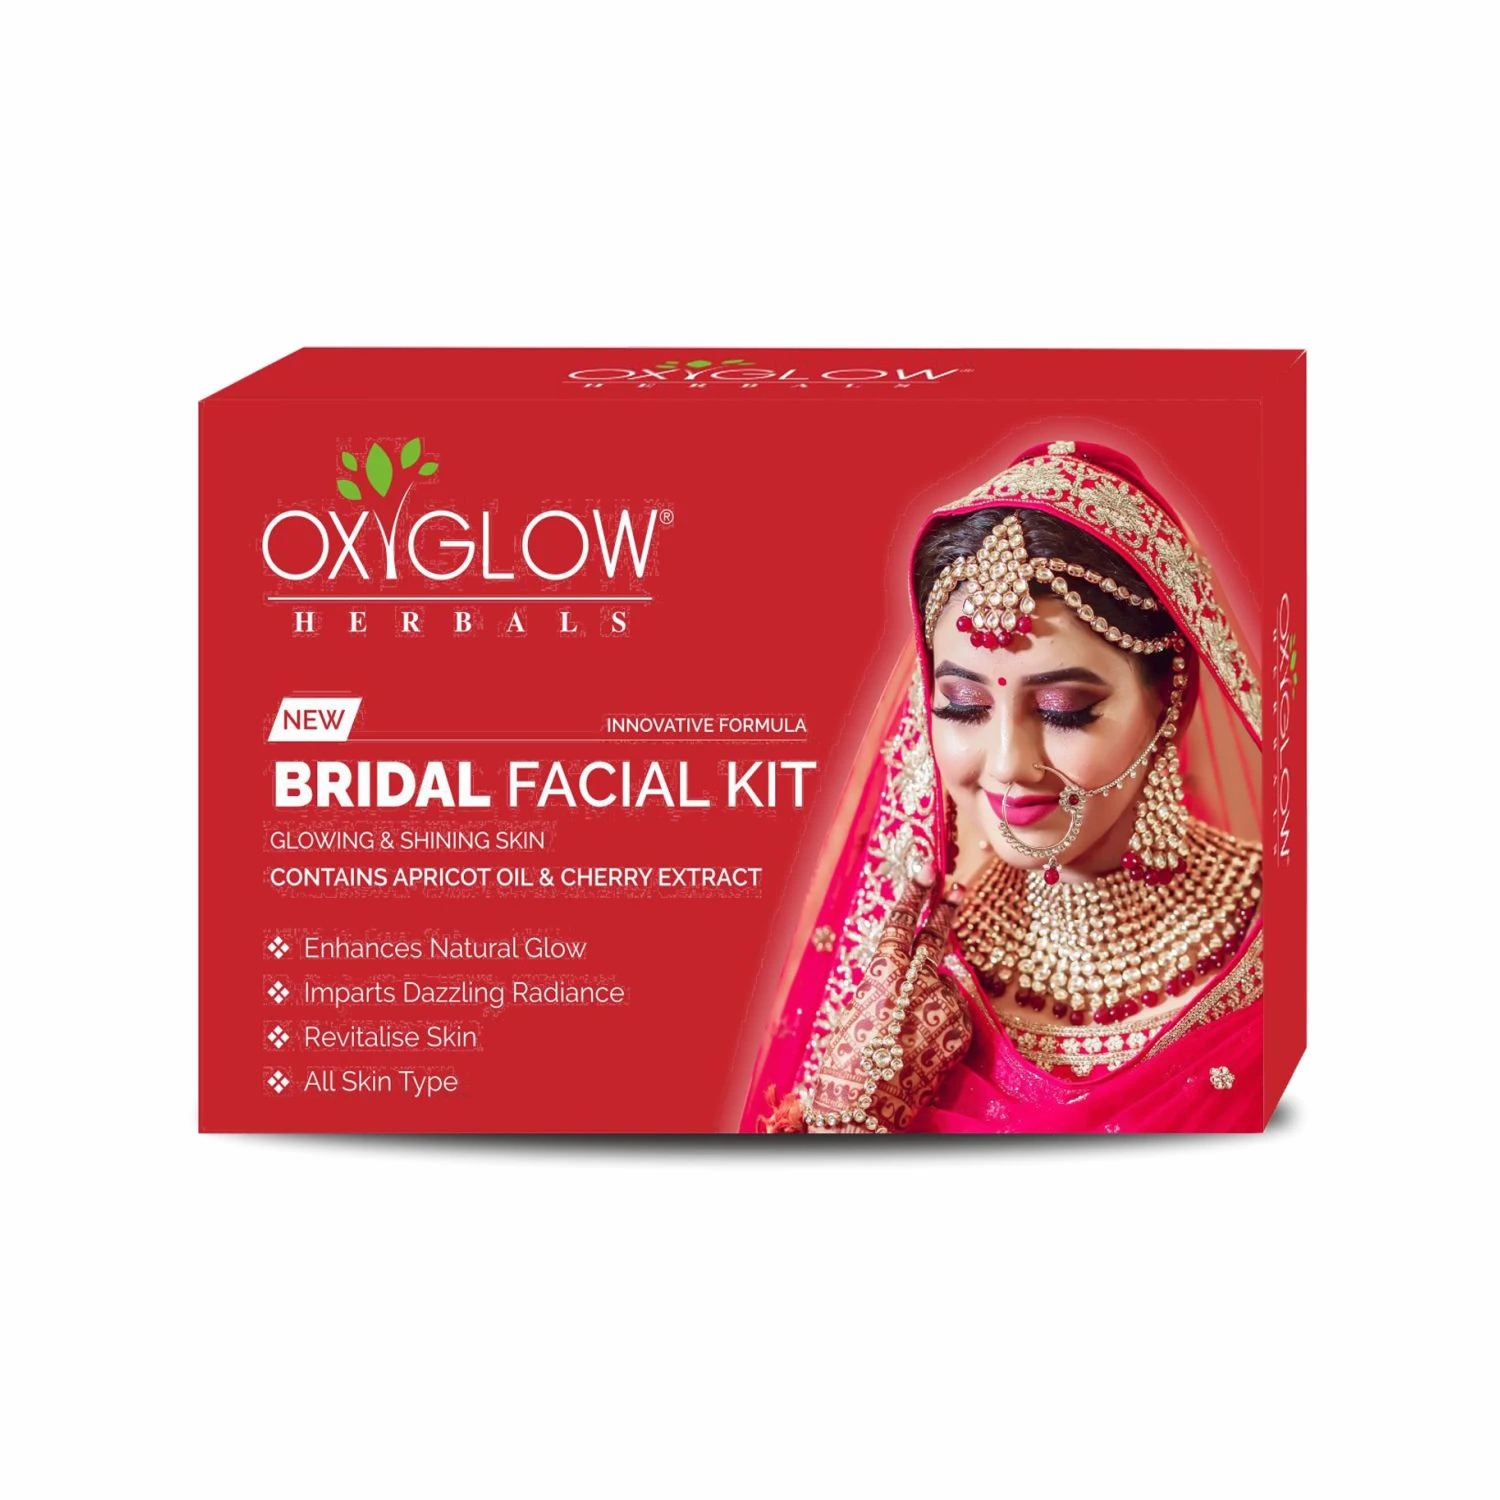 OXYGLOW®
HERBALS
OXYGLOW®
HERBALS
NEW
INNOVATIVE FORMULA
BRIDAL FACIAL KIT
GLOWING & SHINING SKIN
CONTAINS APRICOT OIL & CHERRY EXTRACT
❖ Enhances Natural Glow
❖ Imparts Dazzling Radiance
❖ Revitalise Skin
❖ All Skin Type
OXYGLOW
HERBALS